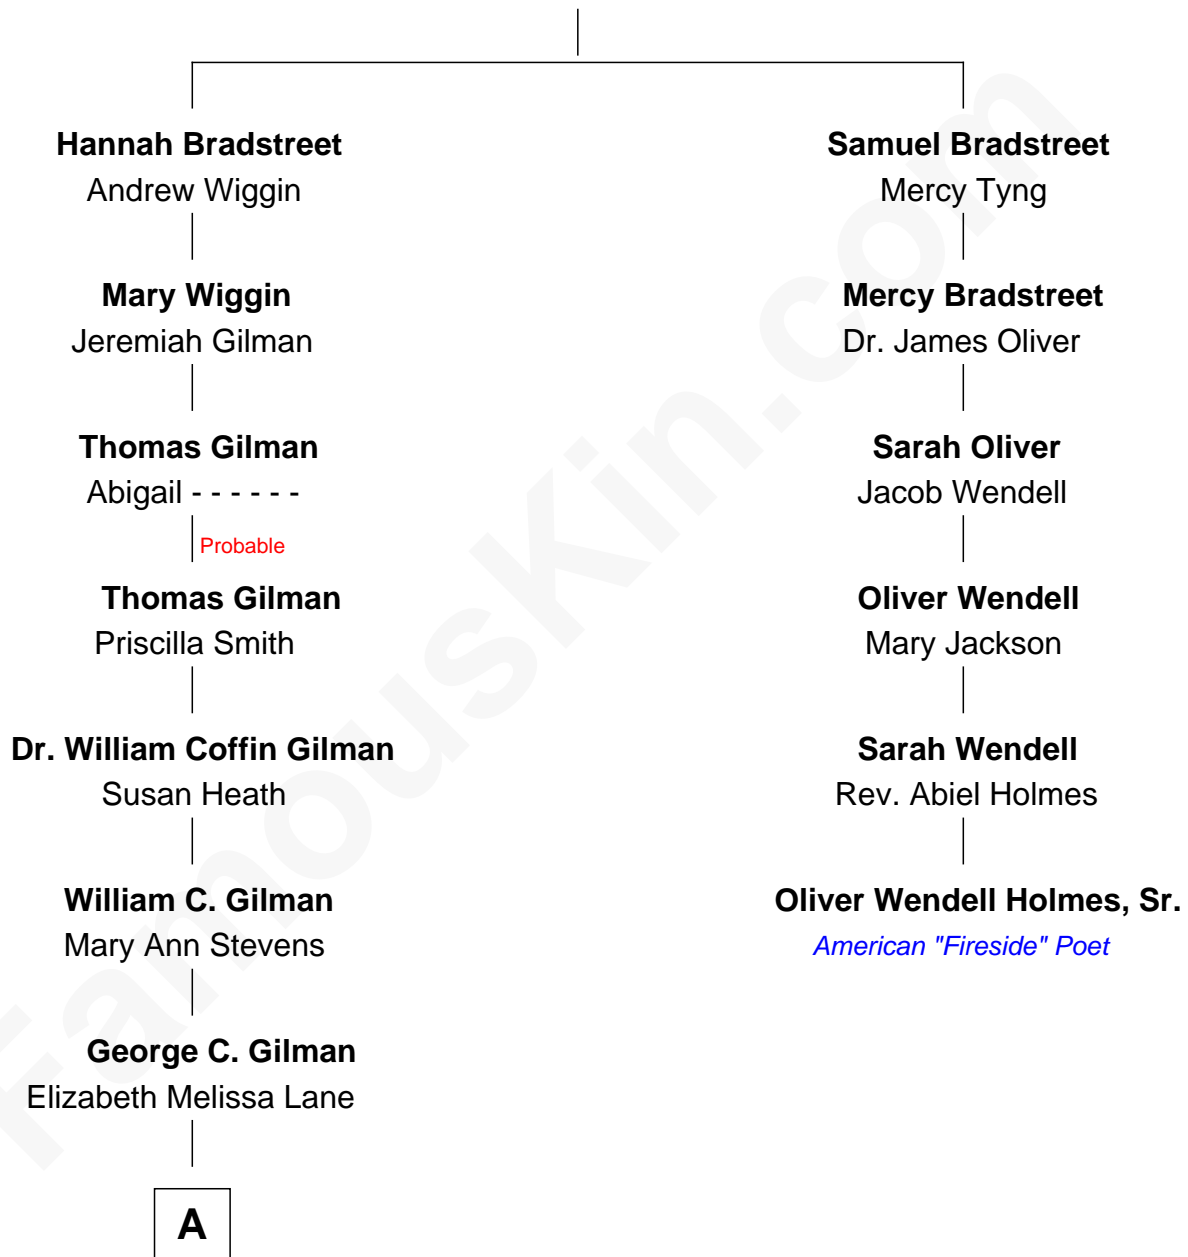 Hannah Bradstreet
Andrew Wiggin
Samuel Bradstreet
Mercy Tyng
Mary Wiggin
Jeremiah Gilman
Mercy Bradstreet
Dr. James Oliver
Thomas Gilman
Abigail - - - - - -
Probable
Sarah Oliver
Jacob Wendell
Thomas Gilman
Priscilla Smith
Oliver Wendell
Mary Jackson
Dr. William Coffin Gilman
Susan Heath
Sarah Wendell
Rev. Abiel Holmes
William C. Gilman
Mary Ann Stevens
Oliver Wendell Holmes, Sr.
American "Fireside" Poet
George C. Gilman
Elizabeth Melissa Lane
A
FamousKin.com